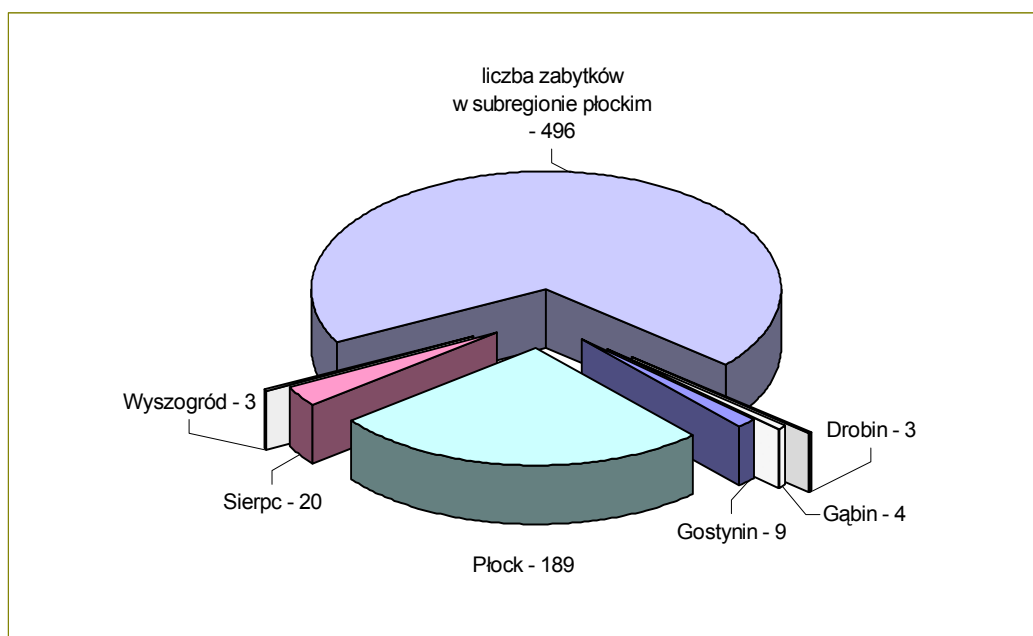 liczba zabytków
w subregionie płockim
- 496
Wyszogród - 3
Drobin - 3
Sierpc - 20
Gąbin - 4
Gostynin - 9
Płock - 189